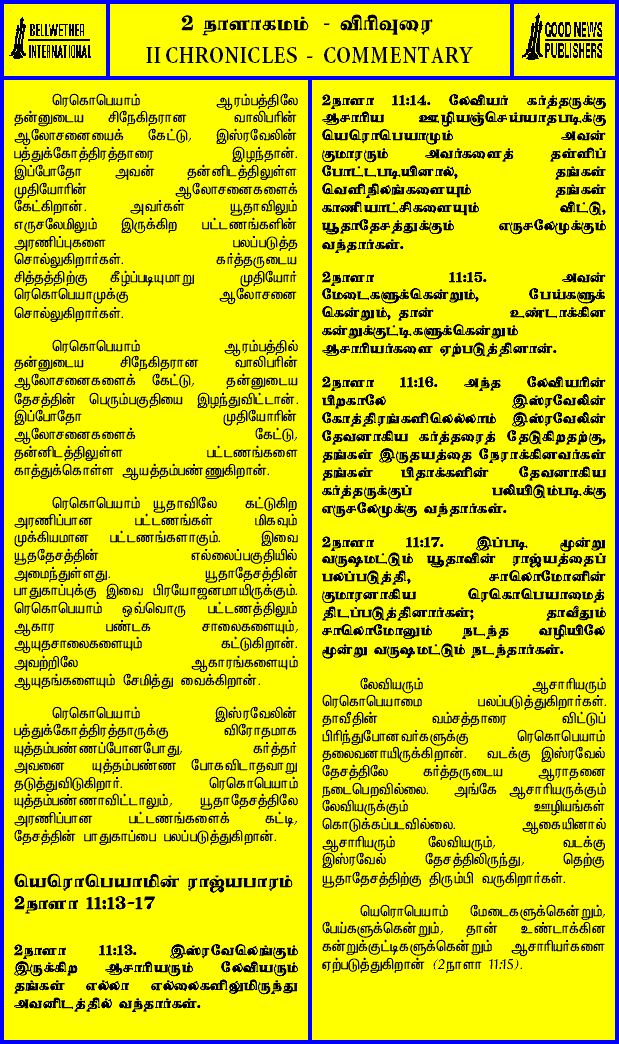 BELLWETHER
INTERNATIONAL
2 நாளாகமம் - விரிவுரை
II CHRONICLES - COMMENTARY
GOOD NEWS
PUBLISHERS
ரெகொபெயாம் ஆரம்பத்திலே
தன்னுடைய சிநேகிதரான வாலிபரின்
ஆலோசனையைக் கேட்டு, இஸ்ரவேலின்
பத்துக்கோத்திரத்தாரை இழந்தான்.
இப்போதோ அவன் தன்னிடத்திலுள்ள
முதியோரின் ஆலோசனைகளைக்
கேட்கிறான். அவர்கள் யூதாவிலும்
எருசலேமிலும் இருக்கிற பட்டணங்களின்
அரணிப்புகளை பலப்படுத்த
சொல்லுகிறார்கள். கர்த்தருடைய
சித்தத்திற்கு கீழ்ப்படியுமாறு முதியோர்
ரெகொபெயாமுக்கு ஆலோசனை
சொல்லுகிறார்கள்.
ரெகொபெயாம் ஆரம்பத்தில்
தன்னுடைய சிநேகிதரான வாலிபரின்
ஆலோசனைகளைக் கேட்டு, தன்னுடைய
தேசத்தின் பெரும்பகுதியை இழந்துவிட்டான்.
இப்போதோ முதியோரின்
ஆலோசனைகளைக் கேட்டு,
தன்னிடத்திலுள்ள பட்டணங்களை
காத்துக்கொள்ள ஆயத்தம்பண்ணுகிறான்.
ரெகொபெயாம் யூதாவிலே கட்டுகிற
அரணிப்பான பட்டணங்கள் மிகவும்
முக்கியமான பட்டணங்களாகும். இவை
யூததேசத்தின் எல்லைப்பகுதியில்
அமைந்துள்ளது. யூதாதேசத்தின்
பாதுகாப்புக்கு இவை பிரயோஜனமாயிருக்கும்.
ரெகொபெயாம் ஒவ்வொரு பட்டணத்திலும்
ஆகார பண்டக சாலைகளையும்,
ஆயுதசாலைகளையும் கட்டுகிறான்.
அவற்றிலே ஆகாரங்களையும்
ஆயுதங்களையும் சேமித்து வைக்கிறான்.
ரெகொபெயாம் இஸ்ரவேலின்
பத்துக்கோத்திரத்தாருக்கு விரோதமாக
யுத்தம்பண்ணப்போனபோது, கர்த்தர்
அவனை யுத்தம்பண்ண போகவிடாதவாறு
தடுத்துவிடுகிறார். ரெகொபெயாம்
யுத்தம்பண்ணாவிட்டாலும், யூதாதேசத்திலே
அரணிப்பான பட்டணங்களைக் கட்டி,
தேசத்தின் பாதுகாப்பை பலப்படுத்துகிறான்.
யெரொபெயாமின் ராஜ்யபாரம்
2நாளா 11:13-17
2நாளா 11:13. இஸ்ரவேலெங்கும்
இருக்கிற ஆசாரியரும் லேவியரும்
தங்கள் எல்லா எல்லைகளிலுமிருந்து
அவனிடத்தில் வந்தார்கள்.
2நாளா 11:14. லேவியர் கர்த்தருக்கு
ஆசாரிய ஊழியஞ்செய்யாதபடிக்கு
யெரொபெயாமும் அவன்
குமாரரும் அவர்களைத் தள்ளிப்
போட்டபடியினால், தங்கள்
வெளிநிலங்களையும் தங்கள்
காணியாட்சிகளையும் விட்டு,
யூதாதேசத்துக்கும் எருசலேமுக்கும்
வந்தார்கள்.
2நாளா 11:15. அவன்
மேடைகளுக்கென்றும், பேய்களுக்
கென்றும், தான் உண்டாக்கின
கன்றுக்குட்டிகளுக்கென்றும்
ஆசாரியர்களை ஏற்படுத்தினான்.
2நாளா 11:16. அந்த லேவியரின்
பிறகாலே இஸ்ரவேலின்
கோத்திரங்களிலெல்லாம் இஸ்ரவேலின்
தேவனாகிய கர்த்தரைத் தேடுகிறதற்கு,
தங்கள் இருதயத்தை நேராக்கினவர்கள்
தங்கள் பிதாக்களின் தேவனாகிய
கர்த்தருக்குப் பலியிடும்படிக்கு
எருசலேமுக்கு வந்தார்கள்.
2நாளா 11:17. இப்படி மூன்று
வருஷமட்டும் யூதாவின் ராஜ்யத்தைப்
பலப்படுத்தி, சாலொமோனின்
குமாரனாகிய ரெகொபெயாமைத்
திடப்படுத்தினார்கள்; தாவீதும்
சாலொமோனும் நடந்த வழியிலே
மூன்று வருஷமட்டும் நடந்தார்கள்.
லேவியரும் ஆசாரியரும்
ரெகொபெயாமை பலப்படுத்துகிறார்கள்.
தாவீதின் வம்சத்தாரை விட்டுப்
பிரிந்துபோனவர்களுக்கு ரெகொபெயாம்
தலைவனாயிருக்கிறான். வடக்கு இஸ்ரவேல்
தேசத்திலே கர்த்தருடைய ஆராதனை
நடைபெறவில்லை. அங்கே ஆசாரியருக்கும்
லேவியருக்கும் ஊழியங்கள்
கொடுக்கப்படவில்லை. ஆகையினால்
ஆசாரியரும் லேவியரும், வடக்கு
இஸ்ரவேல் தேசத்திலிருந்து, தெற்கு
யூதாதேசத்திற்கு திரும்பி வருகிறார்கள்.
யெரொபெயாம் மேடைகளுக்கென்றும்,
பேய்களுக்கென்றும், தான் உண்டாக்கின
கன்றுக்குட்டிகளுக்கென்றும் ஆசாரியர்களை
ஏற்படுத்துகிறான் (2நாளா 11:15).